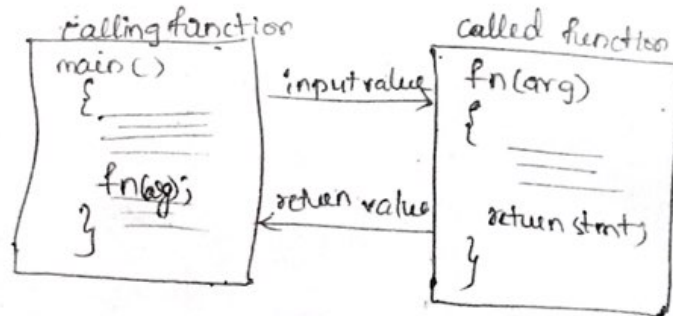 calling function
main()
{
fn(arg);
}
input value
return value
called function
fn(arg)
{
return stmt;
}